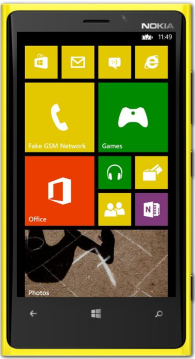 NOKIA
11:49
Fake GSM Network
Games
Office
Photos